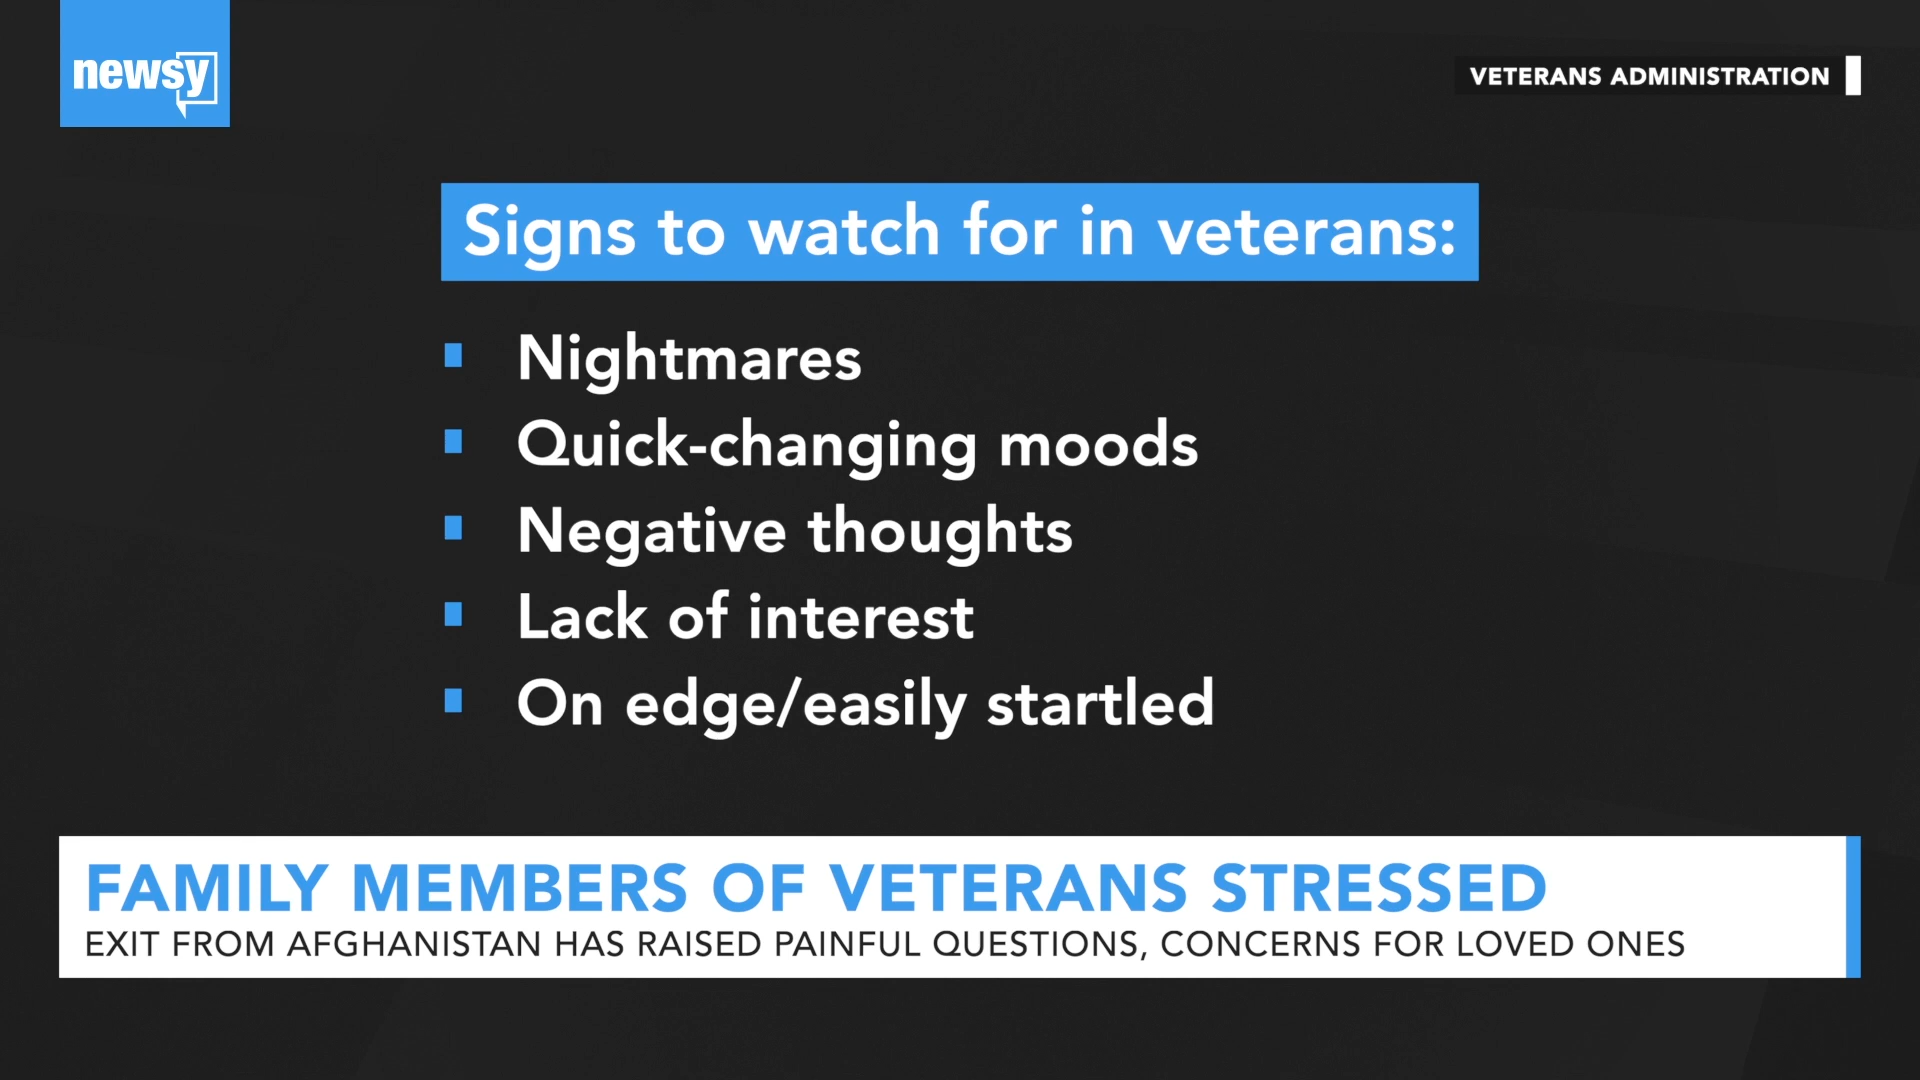 newsy
VETERANS ADMINISTRATION
Signs to watch for in veterans:
Nightmares
Quick-changing moods
Negative thoughts
Lack of interest
On edge/easily startled
FAMILY MEMBERS OF VETERANS STRESSED
EXIT FROM AFGHANISTAN HAS RAISED PAINFUL QUESTIONS, CONCERNS FOR LOVED ONES